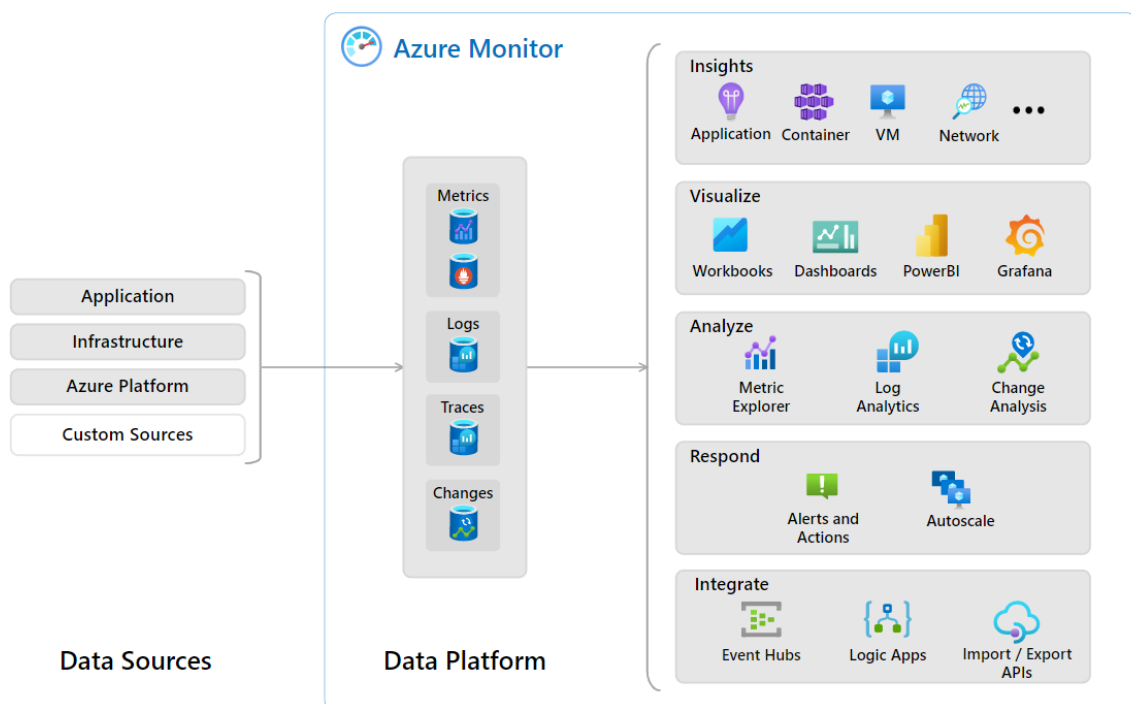 Azure Monitor
Application
Infrastructure
Azure Platform
Custom Sources
Data Sources
Metrics
Logs
Traces
Changes
Data Platform
Insights
Application
Container
VM
Network
...
Visualize
Workbooks
Dashboards
PowerBI
Grafana
Analyze
Metric
Explorer
Log
Analytics
Change
Analysis
Respond
Alerts and
Actions
Autoscale
Integrate
Event Hubs
Logic Apps
Import / Export
APIs